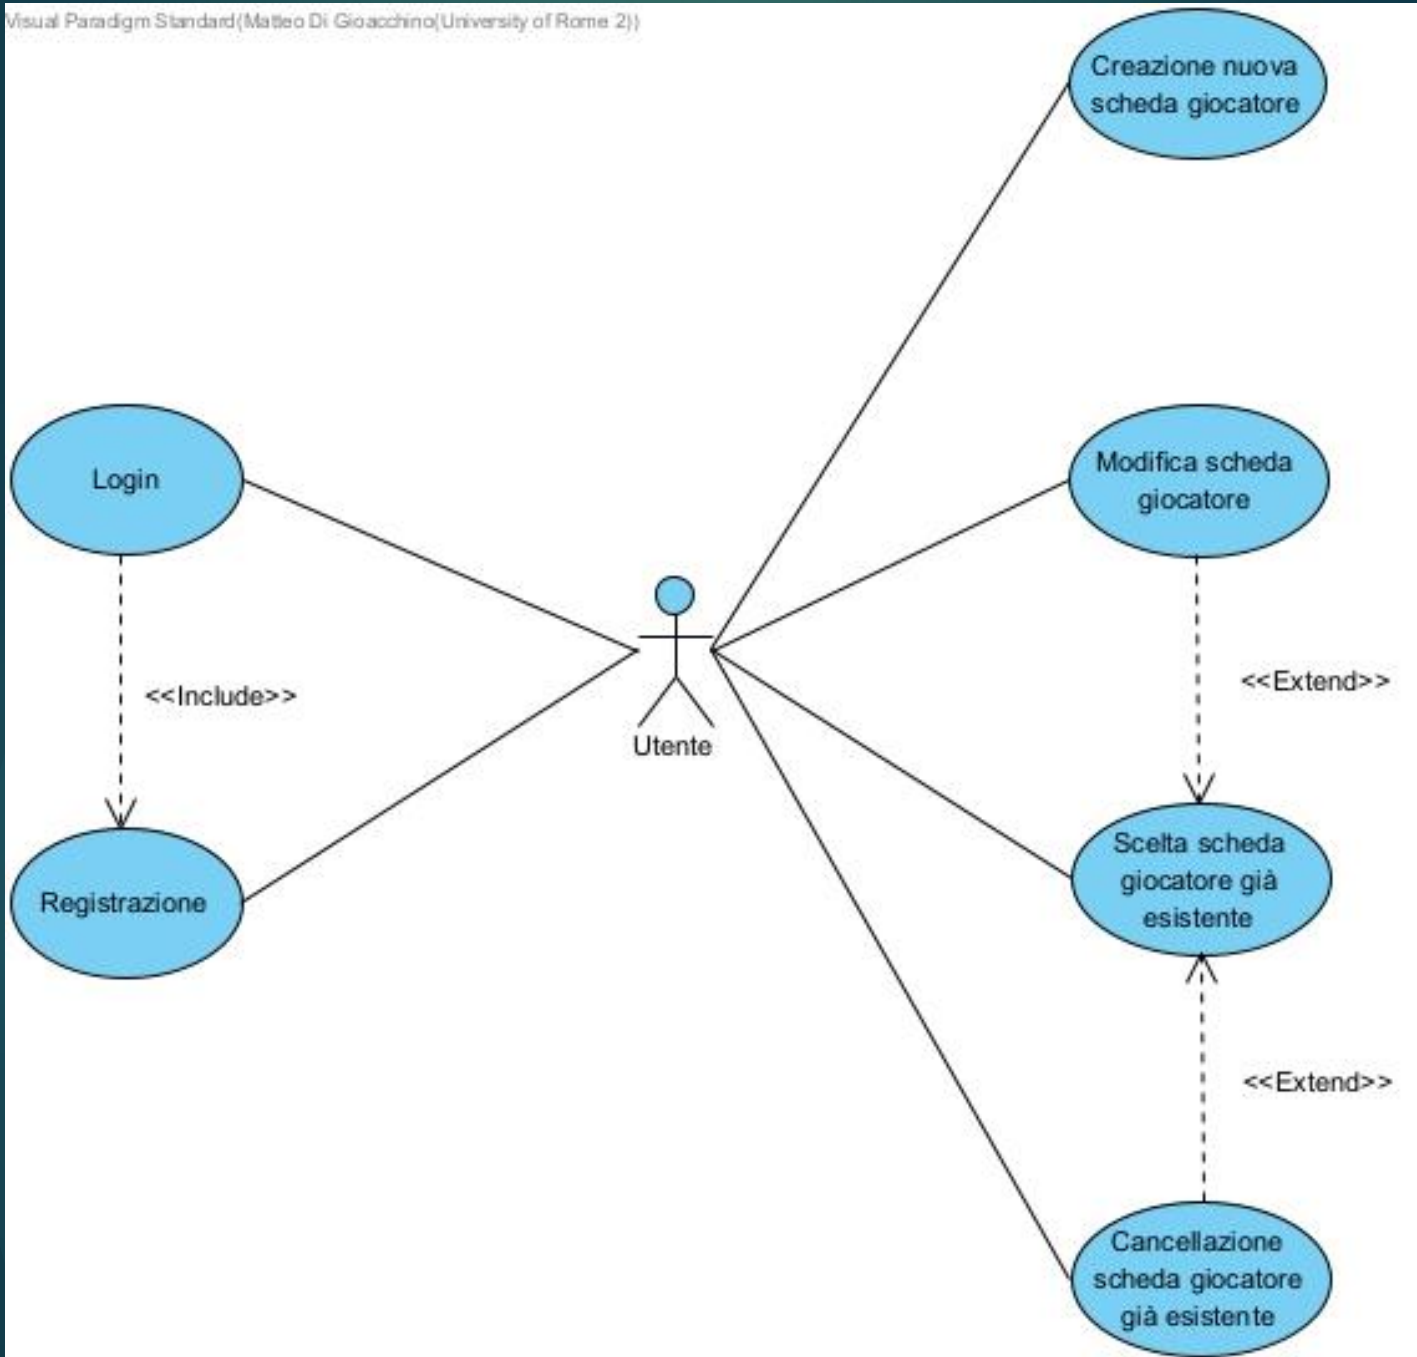 Visual Paradigm Standard(Matteo Di Gioacchino(University of Rome 2))
Creazione nuova
scheda giocatore
Login
Modifica scheda
giocatore
<<Include>>
<<Extend>>
Utente
Registrazione
Scelta scheda
giocatore già
esistente
<<Extend>>
Cancellazione
scheda giocatore
già esistente